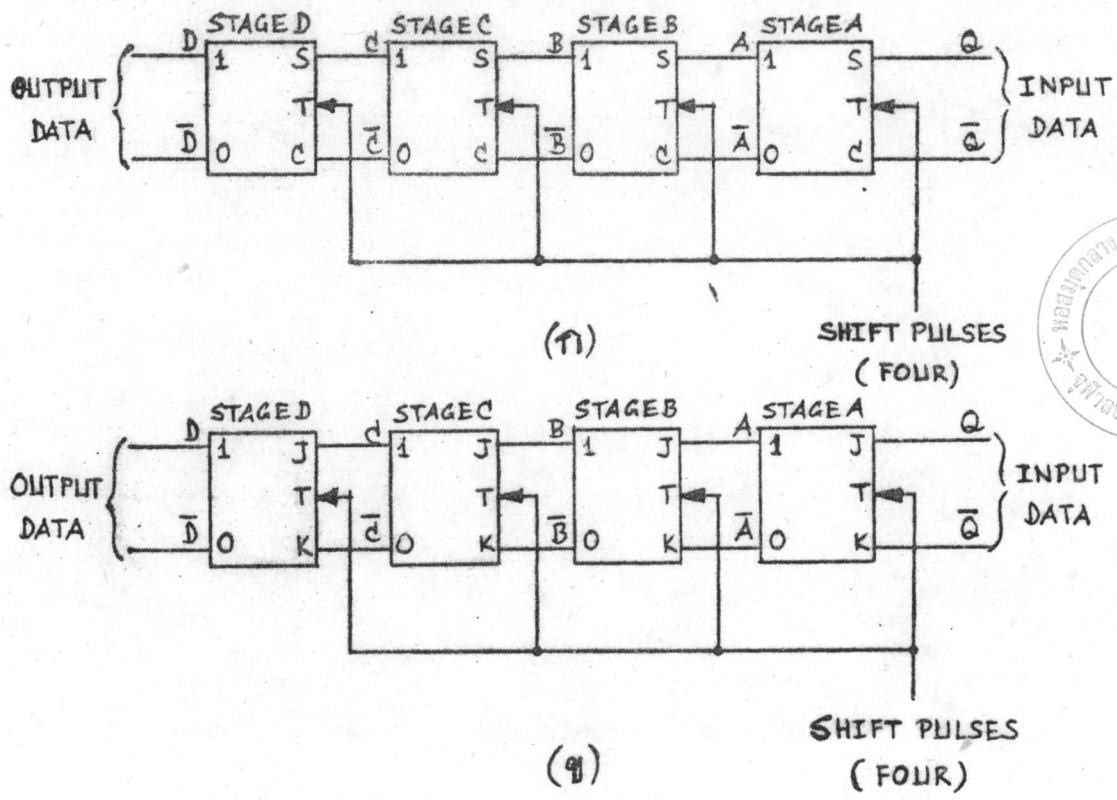 STAGE D STAGE C STAGE B STAGE A
D 1 S C 1 S B 1 S A 1 S Q
OUTPUT DATA T T T T INPUT DATA
D̅ 0 C C̅ 0 C B̅ 0 C A̅ 0 C Q̅
SHIFT PULSES
(FOUR)
(ก)
STAGE D STAGE C STAGE B STAGE A
D 1 J C 1 J B 1 J A 1 J Q
OUTPUT DATA T T T T INPUT DATA
D̅ 0 K C̅ 0 K B̅ 0 K A̅ 0 K Q̅
SHIFT PULSES
(FOUR)
(ข)